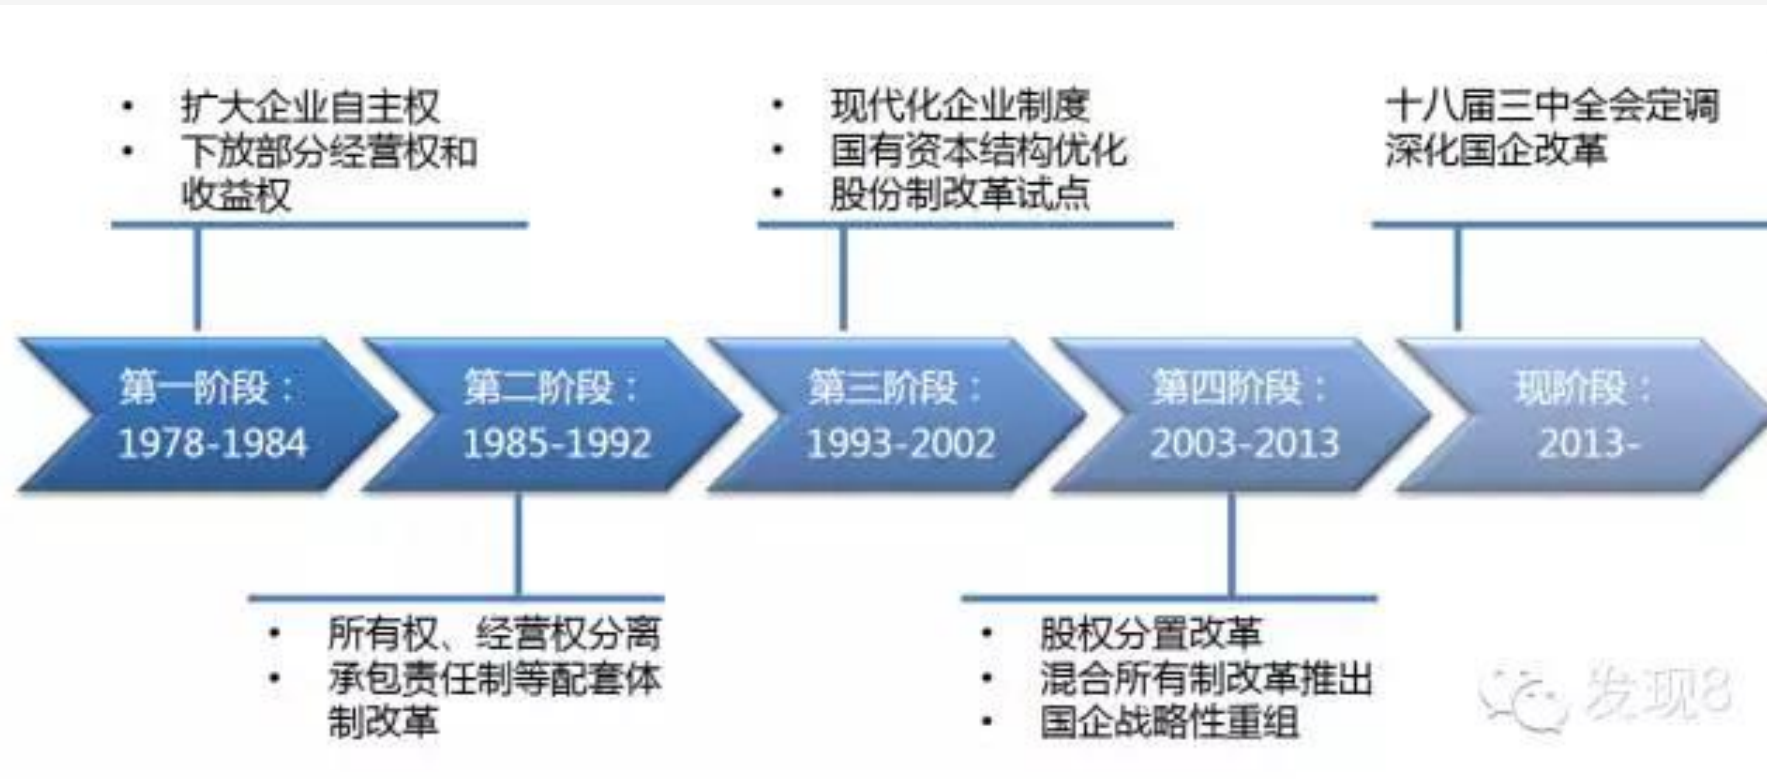 • 扩大企业自主权
• 下放部分经营权和
收益权
• 现代化企业制度
• 国有资本结构优化
• 股份制改革试点
十八届三中全会定调
深化国企改革
第一阶段：
1978-1984
第二阶段：
1985-1992
第三阶段：
1993-2002
第四阶段：
2003-2013
现阶段：
2013-
• 所有权、经营权分离
• 承包责任制等配套体
制改革
• 股权分置改革
• 混合所有制改革推出
• 国企战略性重组
发现8